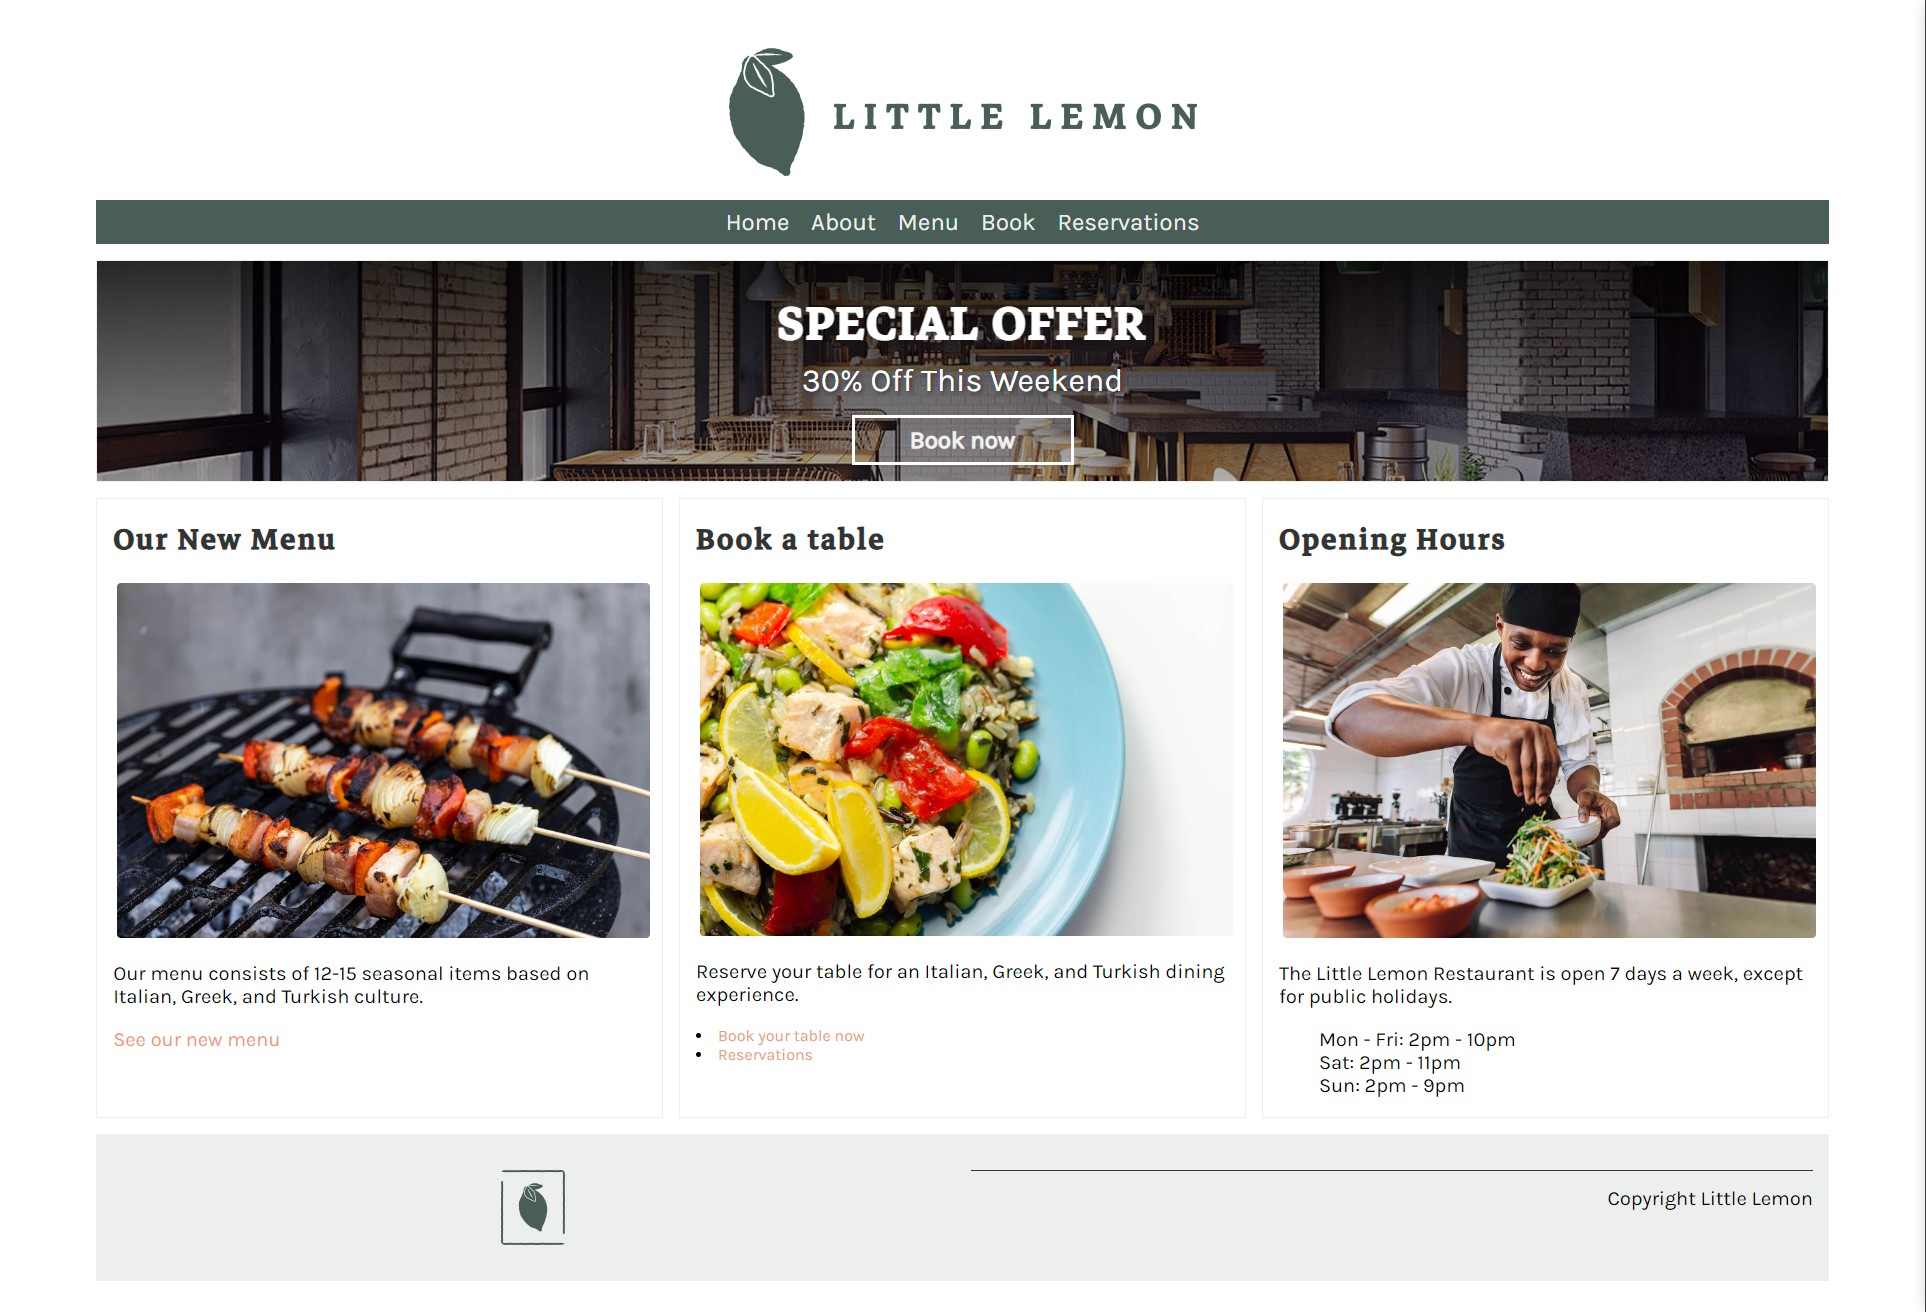 LITTLE LEMON
Home About Menu Book Reservations
SPECIAL OFFER
30% Off This Weekend
Book now
Our New Menu
Our menu consists of 12-15 seasonal items based on
Italian, Greek, and Turkish culture.
See our new menu
Book a table
Reserve your table for an Italian, Greek, and Turkish dining
experience.
Book your table now
Reservations
Opening Hours
The Little Lemon Restaurant is open 7 days a week, except
for public holidays.
Mon - Fri: 2pm - 10pm
Sat: 2pm - 11pm
Sun: 2pm - 9pm
Copyright Little Lemon